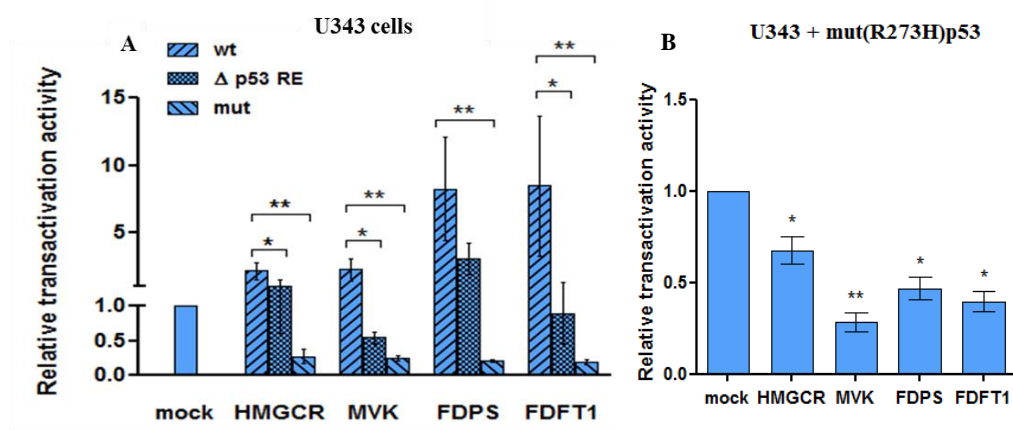 U343 cells
A
wt
Δ p53 RE
mut
**
*
**
*
**
**
*
Relative transactivation activity
15
10
5
1.0
0.5
0.0
mock HMGCR MVK FDPS FDFT1
B
U343 + mut(R273H)p53
Relative transactivation activity
1.5
1.0
0.5
0.0
*
**
*
*
mock HMGCR MVK FDPS FDFT1